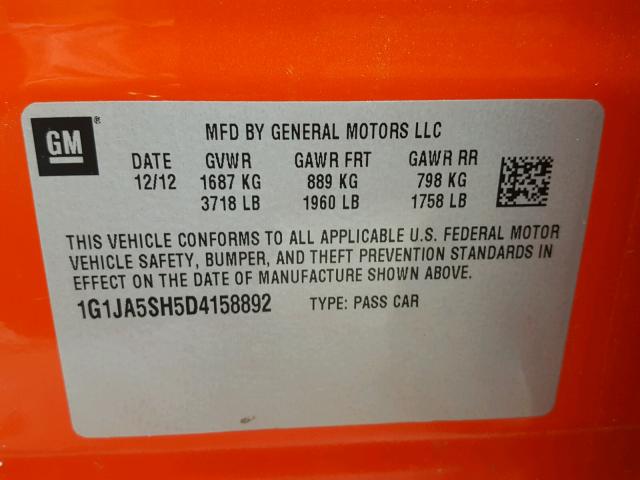 GM®
MFD BY GENERAL MOTORS LLC
DATE GVWR GAWR FRT GAWR RR
12/12 1687 KG 889 KG 798 KG
3718 LB 1960 LB 1758 LB
THIS VEHICLE CONFORMS TO ALL APPLICABLE U.S. FEDERAL MOTOR
VEHICLE SAFETY, BUMPER, AND THEFT PREVENTION STANDARDS IN
EFFECT ON THE DATE OF MANUFACTURE SHOWN ABOVE.
1G1JA5SH5D4158892 TYPE: PASS CAR